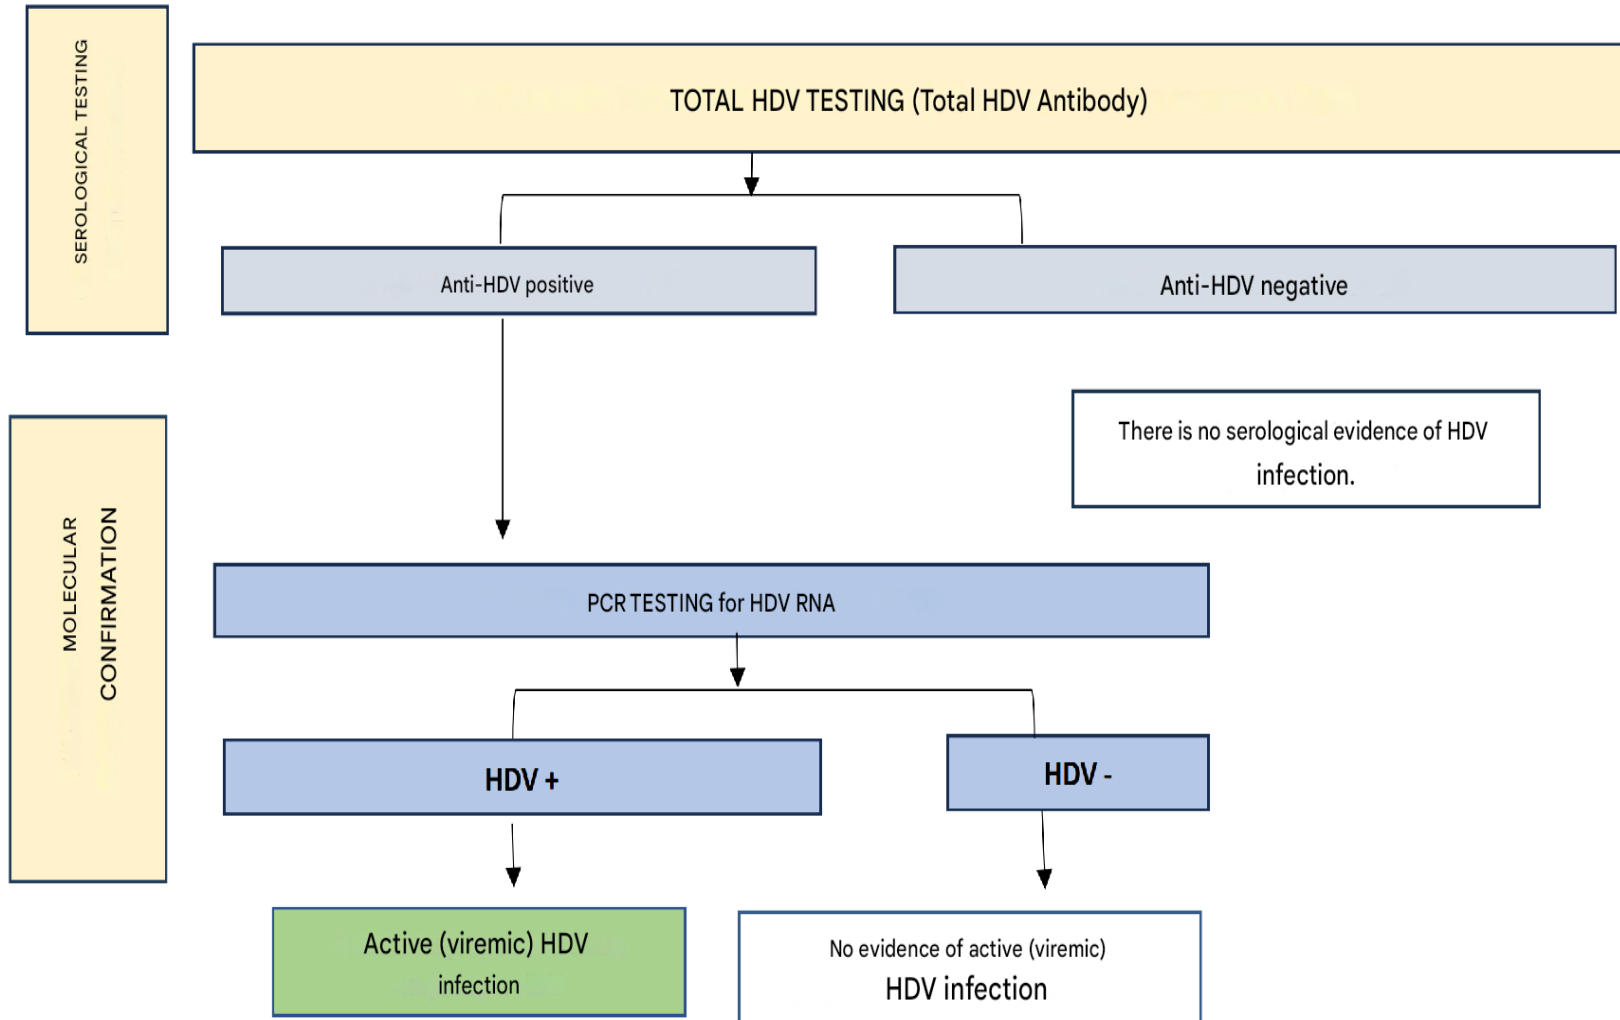 SEROLOGICAL TESTING
TOTAL HDV TESTING (Total HDV Antibody)
Anti-HDV positive
Anti-HDV negative
There is no serological evidence of HDV
infection.
MOLECULAR
CONFIRMATION
PCR TESTING for HDV RNA
HDV +
HDV -
Active (viremic) HDV
infection
No evidence of active (viremic)
HDV infection